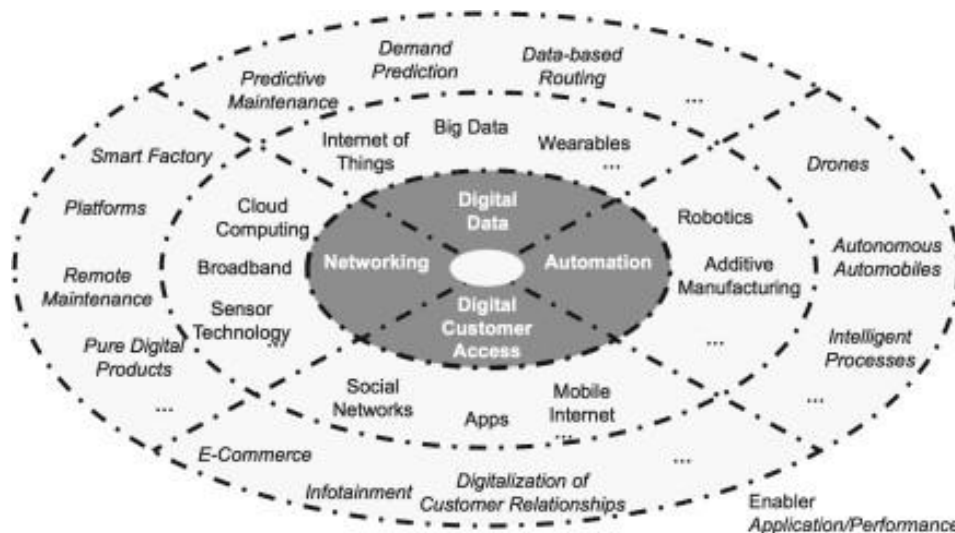 Demand
Prediction
Data-based
Routing
Predictive
Maintenance
...
Internet of
Things
Big Data
Wearables
...
Smart Factory
Drones
Platforms
Cloud
Computing
Digital
Data
Robotics
Broadband
Networking
Automation
Autonomous
Automobiles
Remote
Maintenance
Additive
Manufacturing
Sensor
Technology
...
Digital
Customer
Access
...
Pure Digital
Products
...
Intelligent
Processes
...
Social
Networks
Apps
Mobile
Internet
...
E-Commerce
Infotainment
Digitalization of
Customer Relationships
...
Enabler
Application/Performance